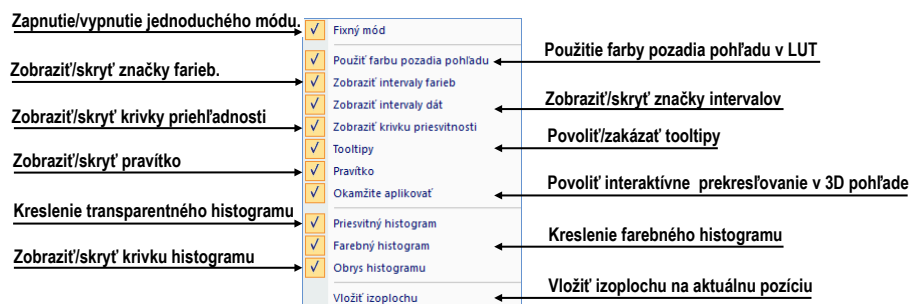 Zapnutie/vypnutie jednoduchého módu.
Fixný mód
Použiť farbu pozadia pohľadu
Použitie farby pozadia pohľadu v LUT
Zobraziť/skryť značky farieb.
Zobraziť intervaly farieb
Zobraziť intervaly dát
Zobraziť/skryť značky intervalov
Zobraziť/skryť krivky priehľadnosti
Zobraziť krivku priesvitnosti
Tooltipy
Povoliť/zakázať tooltipy
Zobraziť/skryť pravítko
Pravítko
Okamžite aplikovať
Povoliť interaktívne prekresľovanie v 3D pohľade
Kreslenie transparentného histogramu
Priesvitný histogram
Farebný histogram
Kreslenie farebného histogramu
Zobraziť/skryť krivku histogramu
Obrys histogramu
Vložiť izoplochu
Vložiť izoplochu na aktuálnu pozíciu